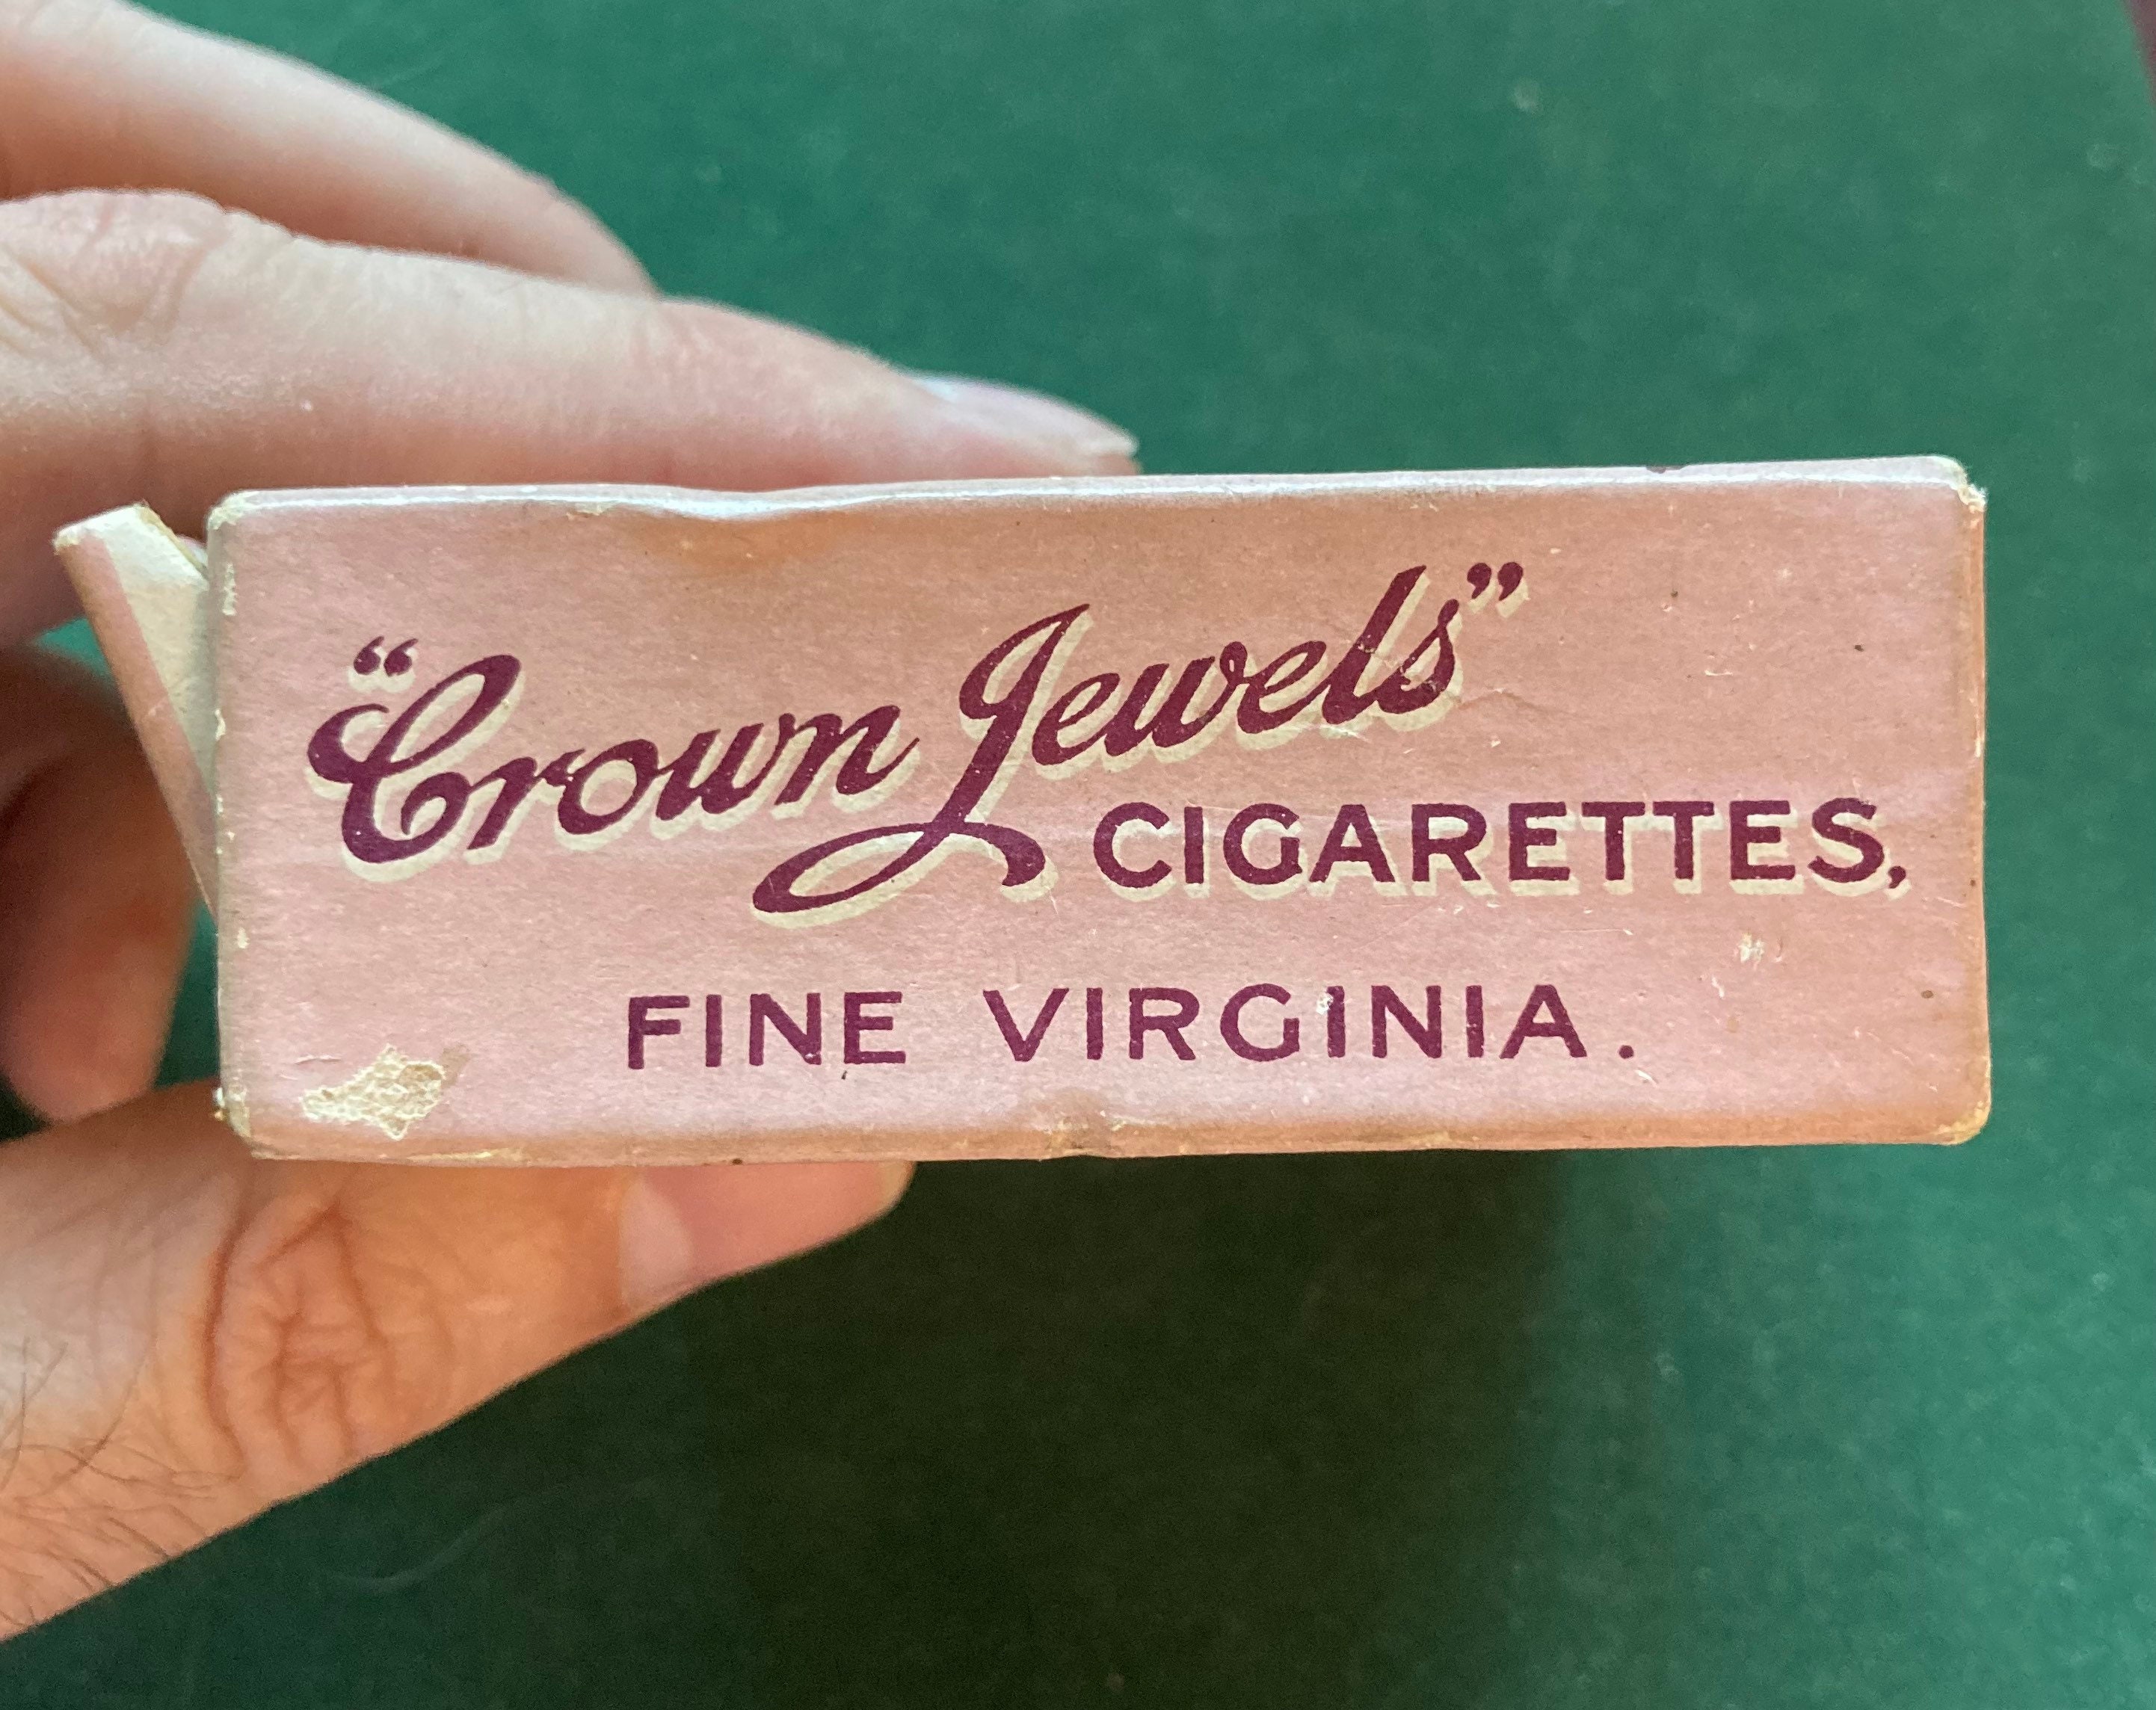 “Crown Jewels”
CIGARETTES,
FINE VIRGINIA.